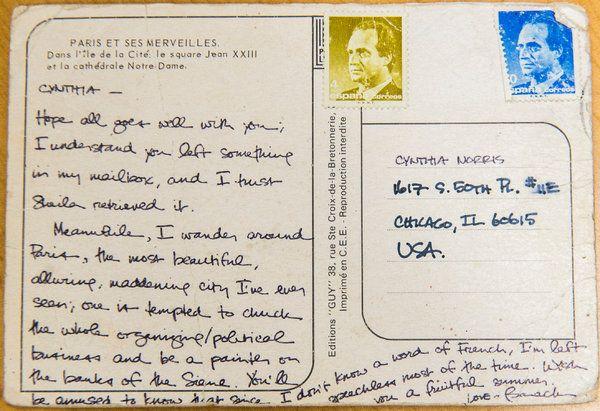 PARIS ET SES MERVEILLES.
Dans l'Île de la Cité: le square Jean XXIII
et la cathédrale Notre-Dame.
CYNTHIA —
Hope all goes well with you;
I understand you left something
in my mailbox, and I trust
Sheila retrieved it.
Meanwhile, I wander around
Paris, the most beautiful,
alluring, maddening city I've ever
seen; one is tempted to chuck
the whole organizing/political
business and be a painter on
the banks of the Siene. You'll
be amused to know that since I don't know a word of French, I'm left
speechless most of the time. Wish
you a fruitful summer.
Love - Barack
Editions "GUY" 38, rue Ste Croix-de-la-Bretonnerie,
Imprimé en C.E.E. - Reproduction interdite
4
españa correos
españa correos
CYNTHIA NORRIS
1617 S. 50TH PL. #11E
CHICAGO, IL 60615
USA.